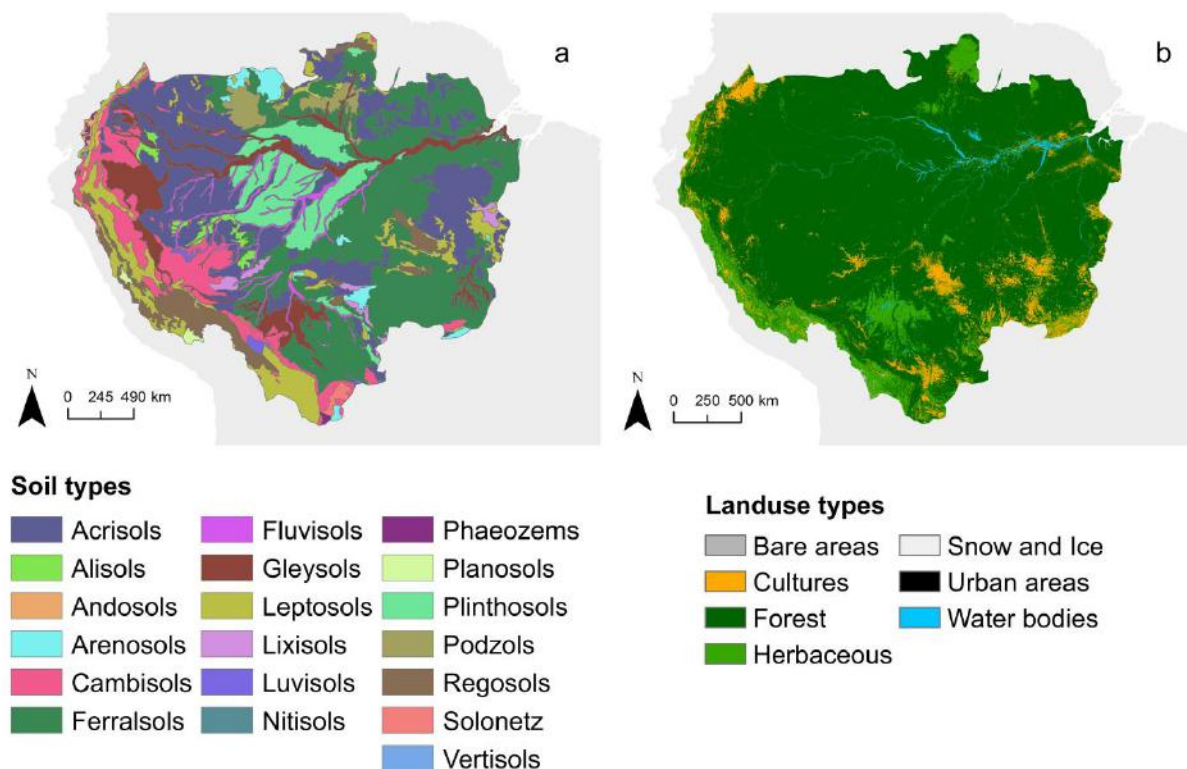 a
N
0 245 490 km
b
N
0 250 500 km
Soil types
Acrisols
Alisols
Andosols
Arenosols
Cambisols
Ferralsols
Fluvisols
Gleysols
Leptosols
Lixisols
Luvisols
Nitisols
Phaeozems
Planosols
Plinthosols
Podzols
Regosols
Solonetz
Vertisols
Landuse types
Bare areas
Cultures
Forest
Herbaceous
Snow and Ice
Urban areas
Water bodies